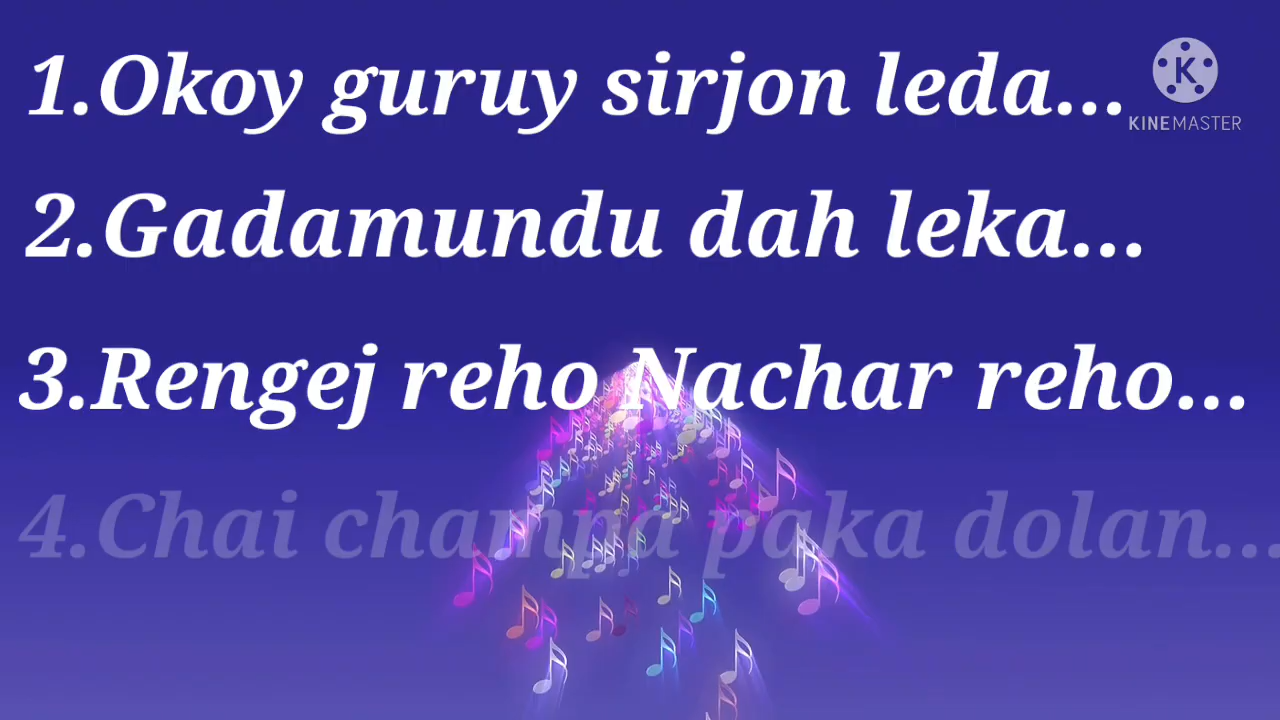 1.Okoy guruy sirjon leda...
KINEMASTER
2.Gadamundu dah leka...
3.Rengej reho Nachar reho...
4.Chai champa paka dolan...